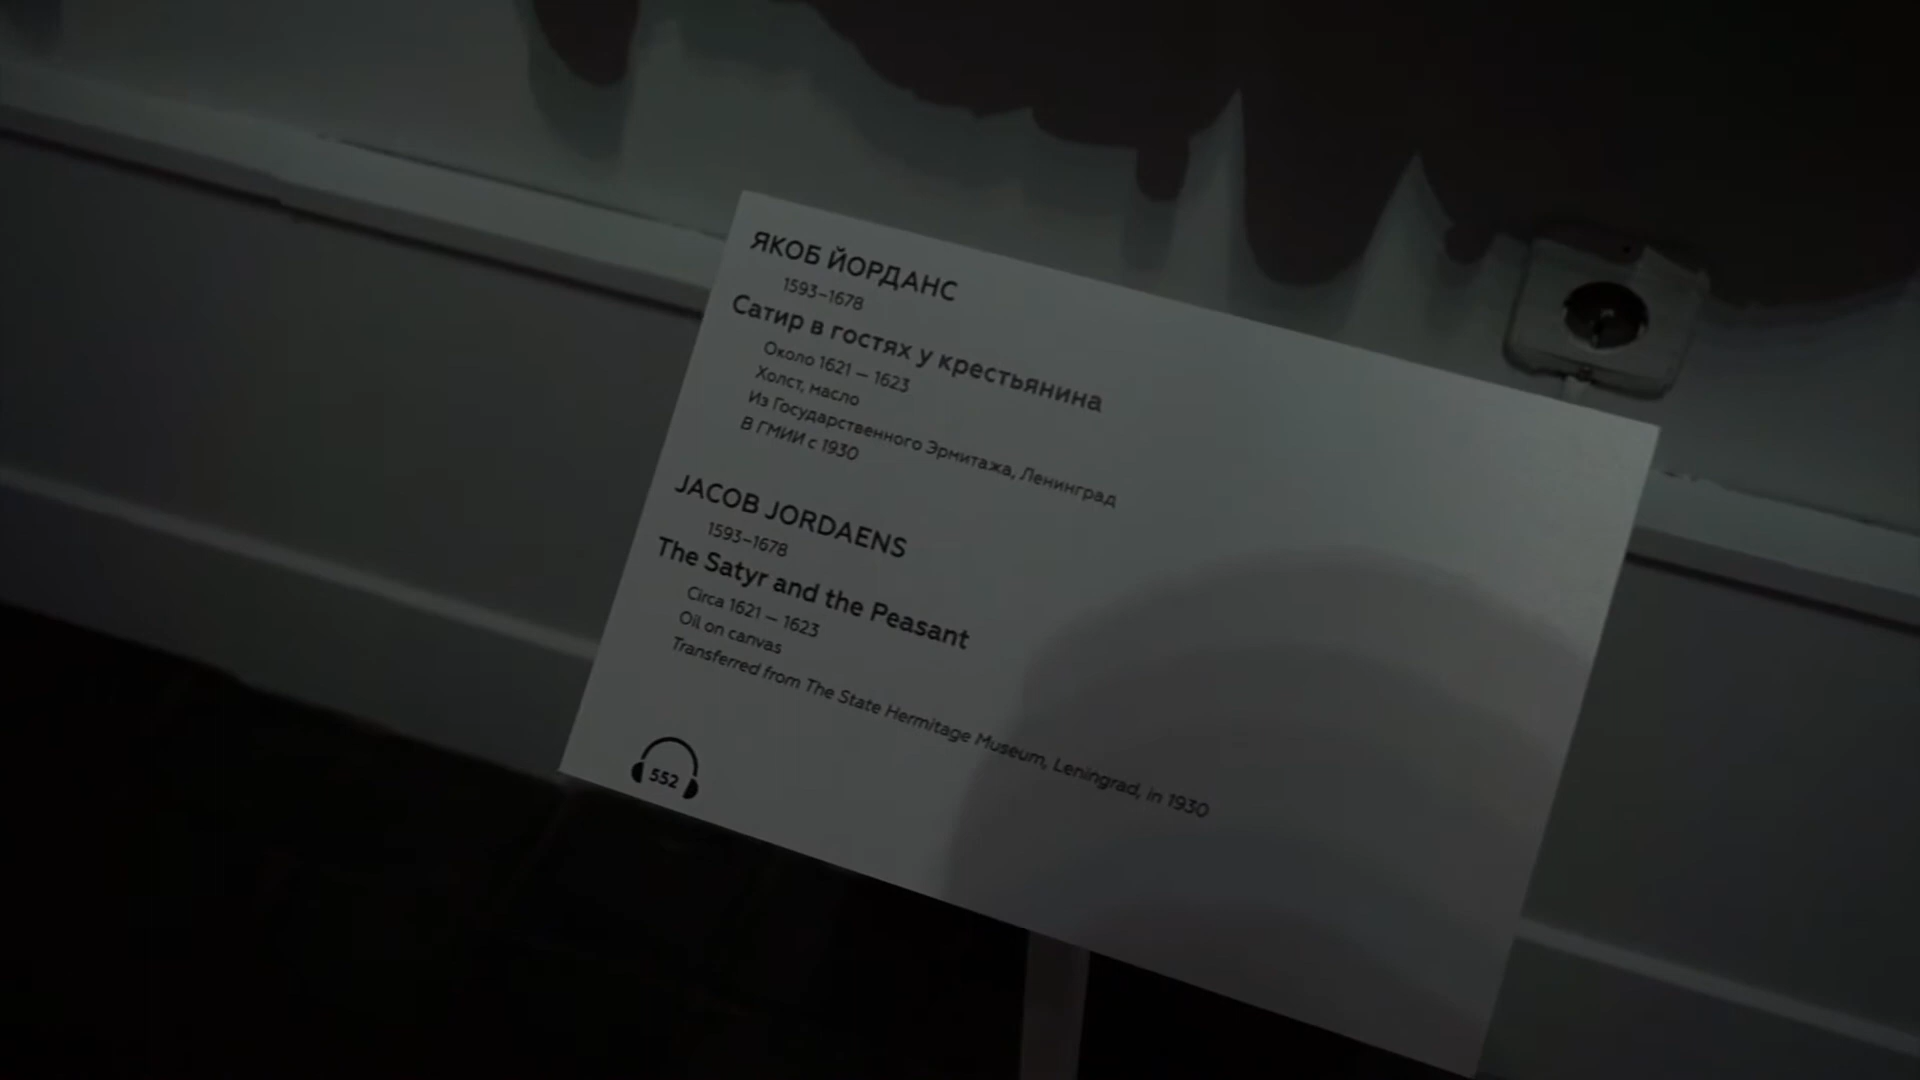 ЯКОБ ЙОРДАНС
1593–1678
Сатир в гостях у крестьянина
Около 1621 — 1623
Холст, масло
Из Государственного Эрмитажа, Ленинград
В ГМИИ с 1930
JACOB JORDAENS
1593–1678
The Satyr and the Peasant
Circa 1621 — 1623
Oil on canvas
Transferred from The State Hermitage Museum, Leningrad, in 1930
552